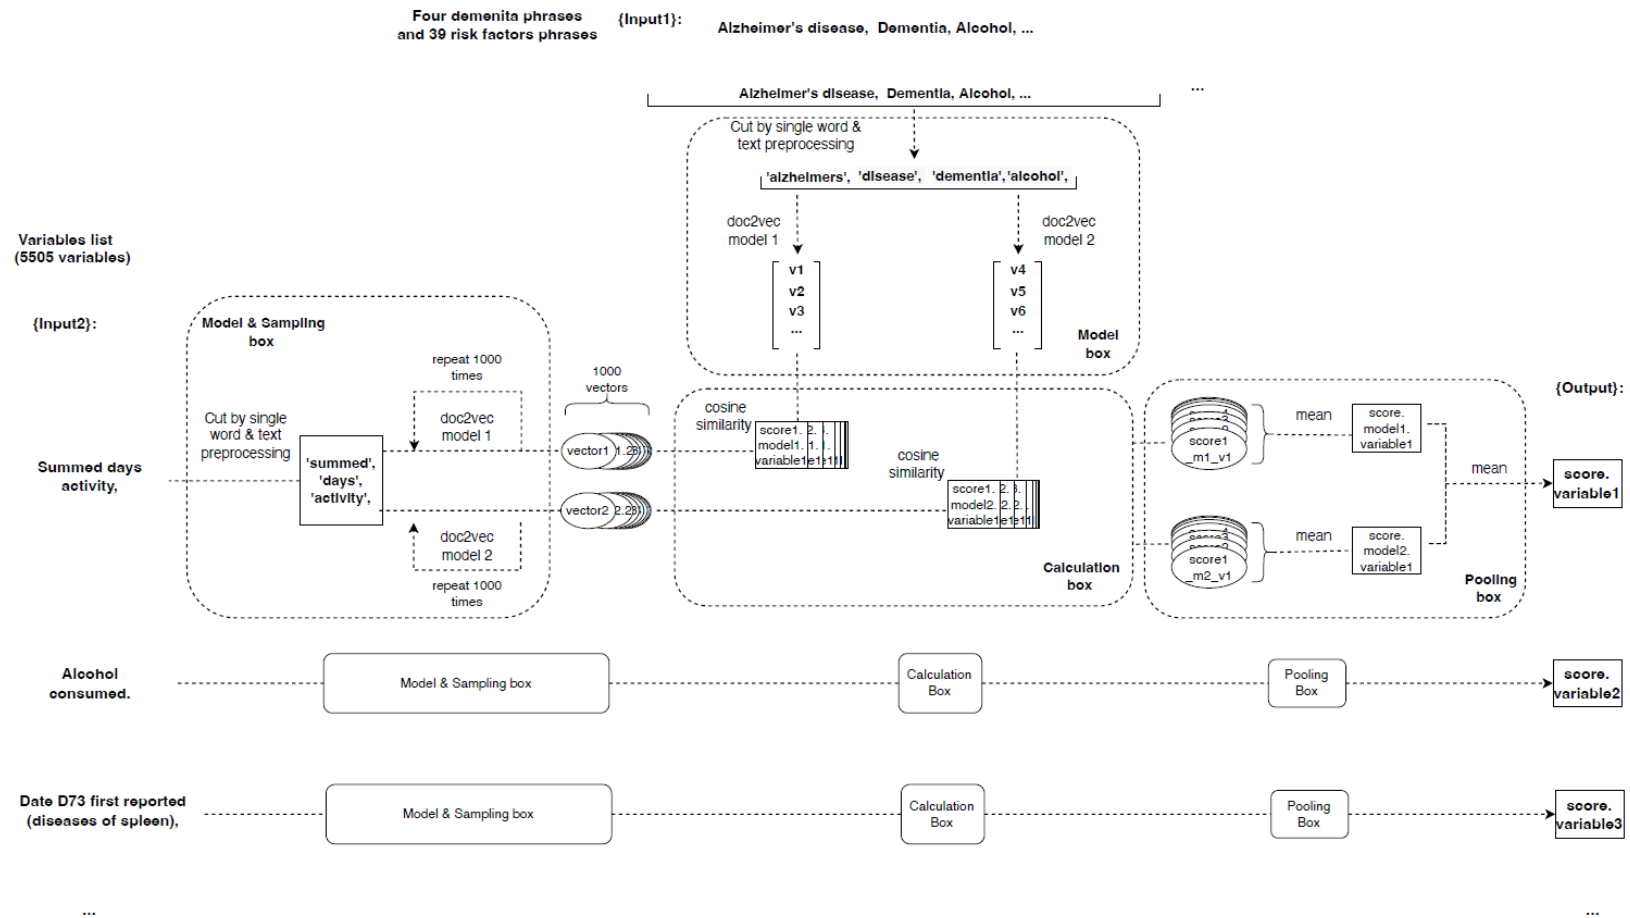 Four demenita phrases
and 39 risk factors phrases
{Input1}:
Alzheimer's disease, Dementia, Alcohol, ...
Alzheimer's disease, Dementia, Alcohol, ...
...
Cut by single word &
text preprocessing
'alzheimers', 'disease', 'dementia','alcohol',
doc2vec
model 1
doc2vec
model 2
v1
v2
v3
...
v4
v5
v6
...
Model
box
Variables list
(5505 variables)
{Input2}:
Model & Sampling
box
repeat 1000
times
1000
vectors
Cut by single
word & text
preprocessing
doc2vec
model 1
Summed days
activity,
'summed',
'days',
'activity',
vector1
vector2
doc2vec
model 2
repeat 1000
times
cosine
similarity
score1. 2.
model1. 1. 1.
variable1
cosine
similarity
score1. 2.
model2. 2. 2.
variable1
Calculation
box
score1
_m1_v1
mean
score.
model1.
variable1
score1
_m2_v1
mean
score.
model2.
variable1
Pooling
box
mean
{Output}:
score.
variable1
Alcohol
consumed.
Model & Sampling box
Calculation
Box
Pooling
Box
score.
variable2
Date D73 first reported
(diseases of spleen),
Model & Sampling box
Calculation
Box
Pooling
Box
score.
variable3
...
...